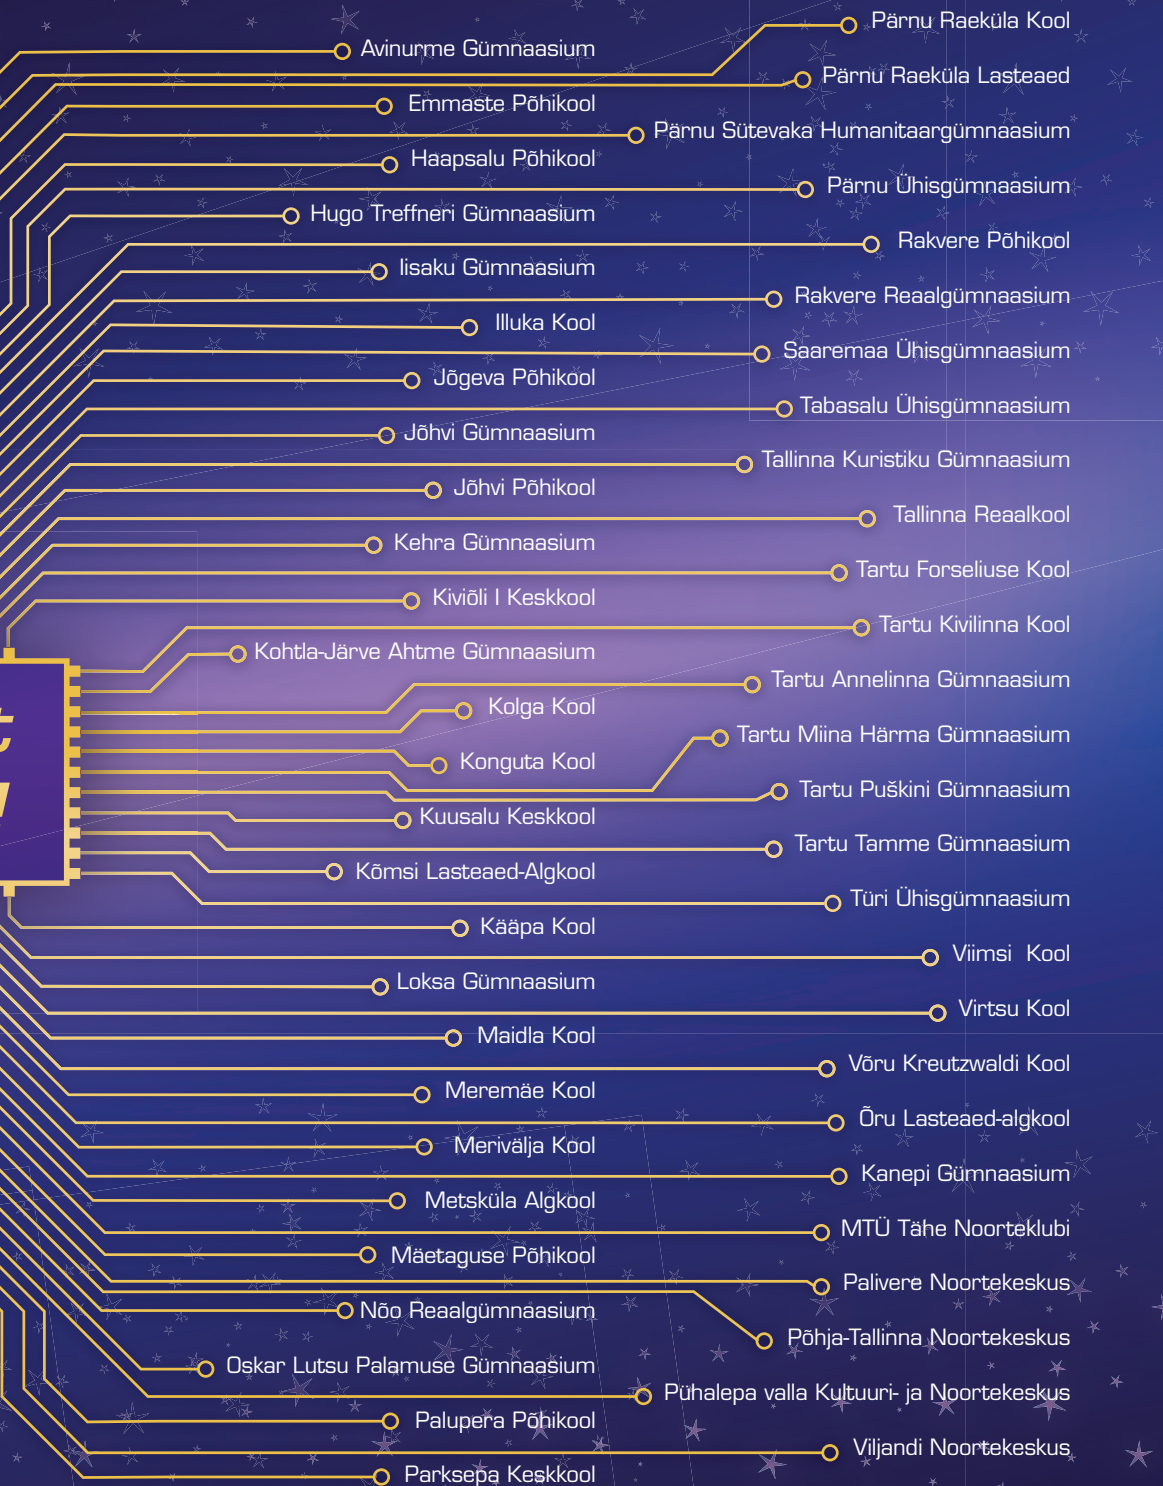 Avinurme Gümnaasium
Emmaste Põhikool
Haapsalu Põhikool
Hugo Treffneri Gümnaasium
Iisaku Gümnaasium
Illuka Kool
Jõgeva Põhikool
Jõhvi Gümnaasium
Jõhvi Põhikool
Kehra Gümnaasium
Kiviõli I Keskkool
Kohtla-Järve Ahtme Gümnaasium
Kolga Kool
Konguta Kool
Kuusalu Keskkool
Kõmsi Lasteaed-Algkool
Kääpa Kool
Loksa Gümnaasium
Maidla Kool
Meremäe Kool
Merivälja Kool
Metsküla Algkool
Mäetaguse Põhikool
Nõo Reaalgümnaasium
Oskar Lutsu Palamuse Gümnaasium
Palupera Põhikool
Parksepa Keskkool
Pärnu Raeküla Kool
Pärnu Raeküla Lasteaed
Pärnu Sütevaka Humanitaargümnaasium
Pärnu Ühisgümnaasium
Rakvere Põhikool
Rakvere Reaalgümnaasium
Saaremaa Ühisgümnaasium
Tabasalu Ühisgümnaasium
Tallinna Kuristiku Gümnaasium
Tallinna Reaalkool
Tartu Forseliuse Kool
Tartu Kivilinna Kool
Tartu Annelinna Gümnaasium
Tartu Miina Härma Gümnaasium
Tartu Puškini Gümnaasium
Tartu Tamme Gümnaasium
Türi Ühisgümnaasium
Viimsi  Kool
Virtsu Kool
Võru Kreutzwaldi Kool
Õru Lasteaed-algkool
Kanepi Gümnaasium
MTÜ Tähe Noorteklubi
Palivere Noortekeskus
Põhja-Tallinna Noortekeskus
Pühalepa valla Kultuuri- ja Noortekeskus
Viljandi Noortekeskus